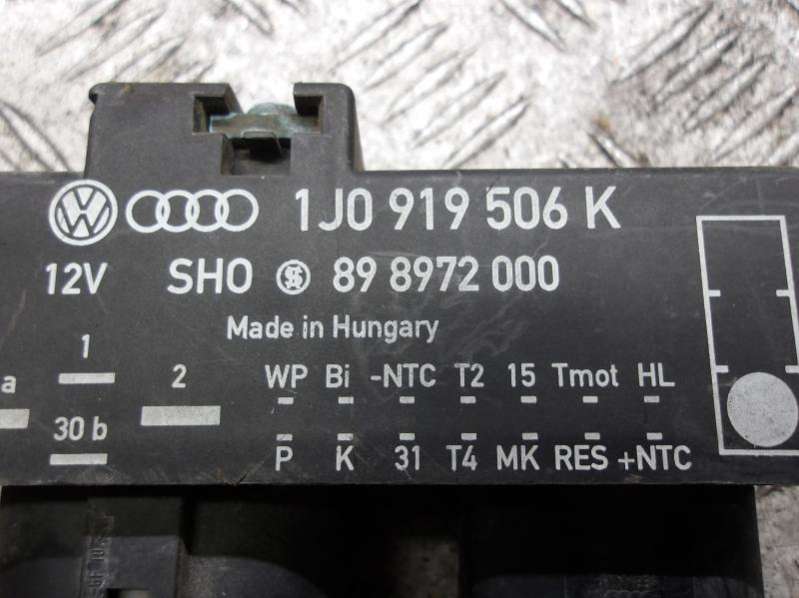 1J0 919 506 K
12V SHO 89 8972 000
Made in Hungary
1 2 WP Bi -NTC T2 15 Tmot HL
a
30 b P K 31 T4 MK RES +NTC